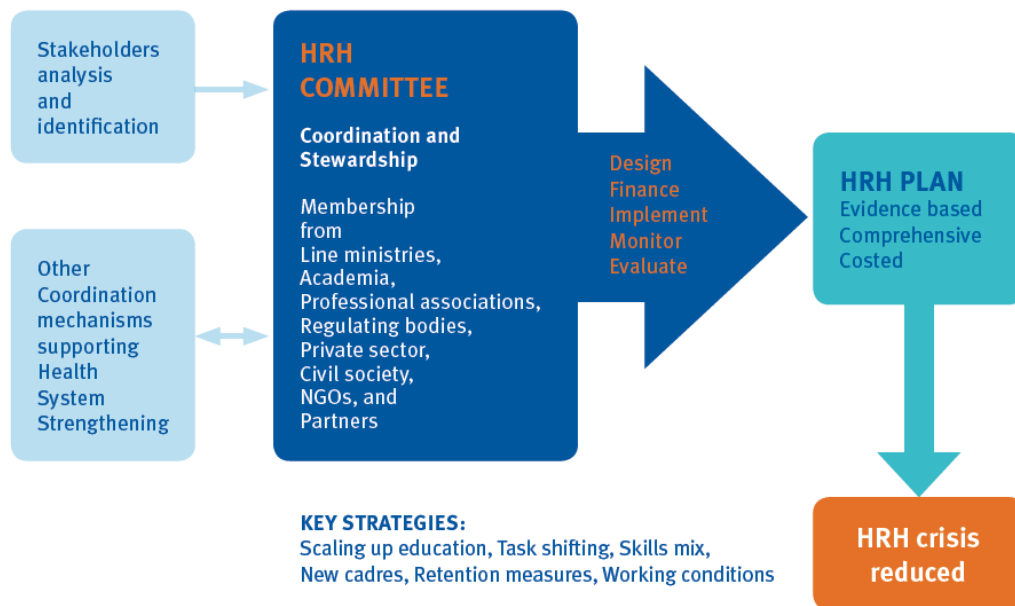 Stakeholders
analysis
and
identification
Other
Coordination
mechanisms
supporting
Health
System
Strengthening
HRH
COMMITTEE
Coordination and
Stewardship
Membership
from
Line ministries,
Academia,
Professional associations,
Regulating bodies,
Private sector,
Civil society,
NGOs, and
Partners
Design
Finance
Implement
Monitor
Evaluate
HRH PLAN
Evidence based
Comprehensive
Costed
KEY STRATEGIES:
Scaling up education, Task shifting, Skills mix,
New cadres, Retention measures, Working conditions
HRH crisis
reduced